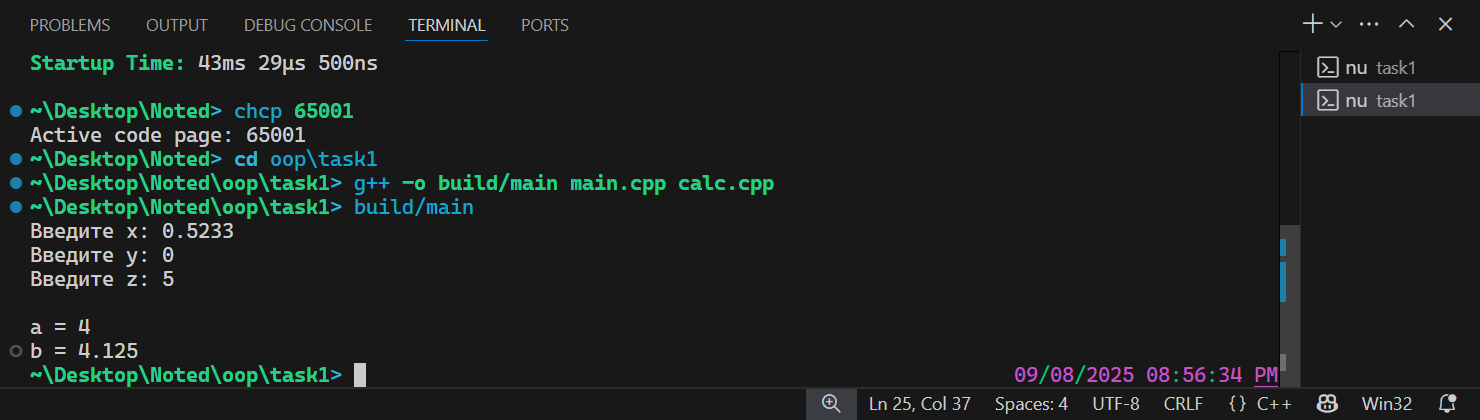 PROBLEMS OUTPUT DEBUG CONSOLE TERMINAL PORTS
Startup Time: 43ms 29µs 500ns
nu task1
nu task1
~\Desktop\Noted> chcp 65001
Active code page: 65001
~\Desktop\Noted> cd oop\task1
~\Desktop\Noted\oop\task1> g++ -o build/main main.cpp calc.cpp
~\Desktop\Noted\oop\task1> build/main
Введите x: 0.5233
Введите y: 0
Введите z: 5
a = 4
b = 4.125
~\Desktop\Noted\oop\task1> 09/08/2025 08:56:34 PM
Ln 25, Col 37 Spaces: 4 UTF-8 CRLF {} C++ Win32